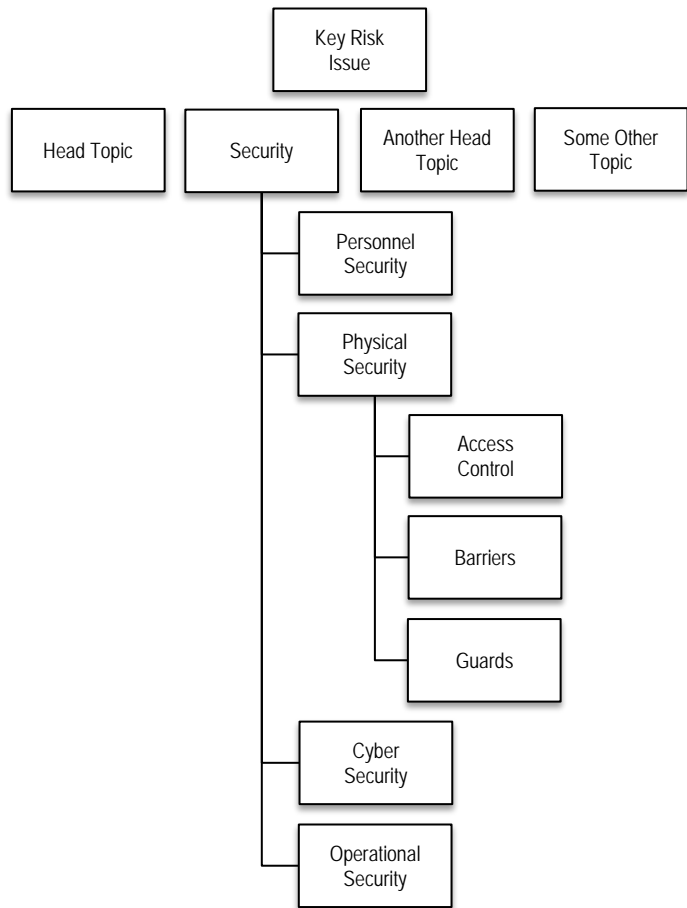 Key Risk
Issue
Head Topic
Security
Another Head
Topic
Some Other
Topic
Personnel
Security
Physical
Security
Access
Control
Barriers
Guards
Cyber
Security
Operational
Security